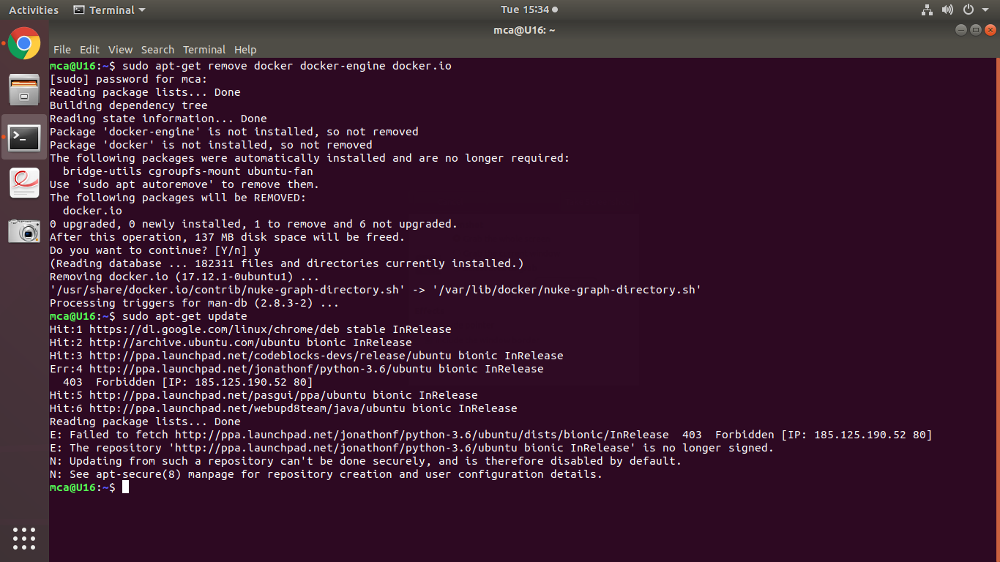 Activities Terminal Tue 15:34
mca@U16: ~
File Edit View Search Terminal Help
mca@U16:~$ sudo apt-get remove docker docker-engine docker.io
[sudo] password for mca:
Reading package lists... Done
Building dependency tree
Reading state information... Done
Package 'docker-engine' is not installed, so not removed
Package 'docker' is not installed, so not removed
The following packages were automatically installed and are no longer required:
  bridge-utils cgroupfs-mount ubuntu-fan
Use 'sudo apt autoremove' to remove them.
The following packages will be REMOVED:
  docker.io
0 upgraded, 0 newly installed, 1 to remove and 6 not upgraded.
After this operation, 137 MB disk space will be freed.
Do you want to continue? [Y/n] y
(Reading database ... 182311 files and directories currently installed.)
Removing docker.io (17.12.1-0ubuntu1) ...
'/usr/share/docker.io/contrib/nuke-graph-directory.sh' -> '/var/lib/docker/nuke-graph-directory.sh'
Processing triggers for man-db (2.8.3-2) ...
mca@U16:~$ sudo apt-get update
Hit:1 https://dl.google.com/linux/chrome/deb stable InRelease
Hit:2 http://archive.ubuntu.com/ubuntu bionic InRelease
Hit:3 http://ppa.launchpad.net/codeblocks-devs/release/ubuntu bionic InRelease
Err:4 http://ppa.launchpad.net/jonathonf/python-3.6/ubuntu bionic InRelease
  403  Forbidden [IP: 185.125.190.52 80]
Hit:5 http://ppa.launchpad.net/pasgui/ppa/ubuntu bionic InRelease
Hit:6 http://ppa.launchpad.net/webupd8team/java/ubuntu bionic InRelease
Reading package lists... Done
E: Failed to fetch http://ppa.launchpad.net/jonathonf/python-3.6/ubuntu/dists/bionic/InRelease  403  Forbidden [IP: 185.125.190.52 80]
E: The repository 'http://ppa.launchpad.net/jonathonf/python-3.6/ubuntu bionic InRelease' is no longer signed.
N: Updating from such a repository can't be done securely, and is therefore disabled by default.
N: See apt-secure(8) manpage for repository creation and user configuration details.
mca@U16:~$